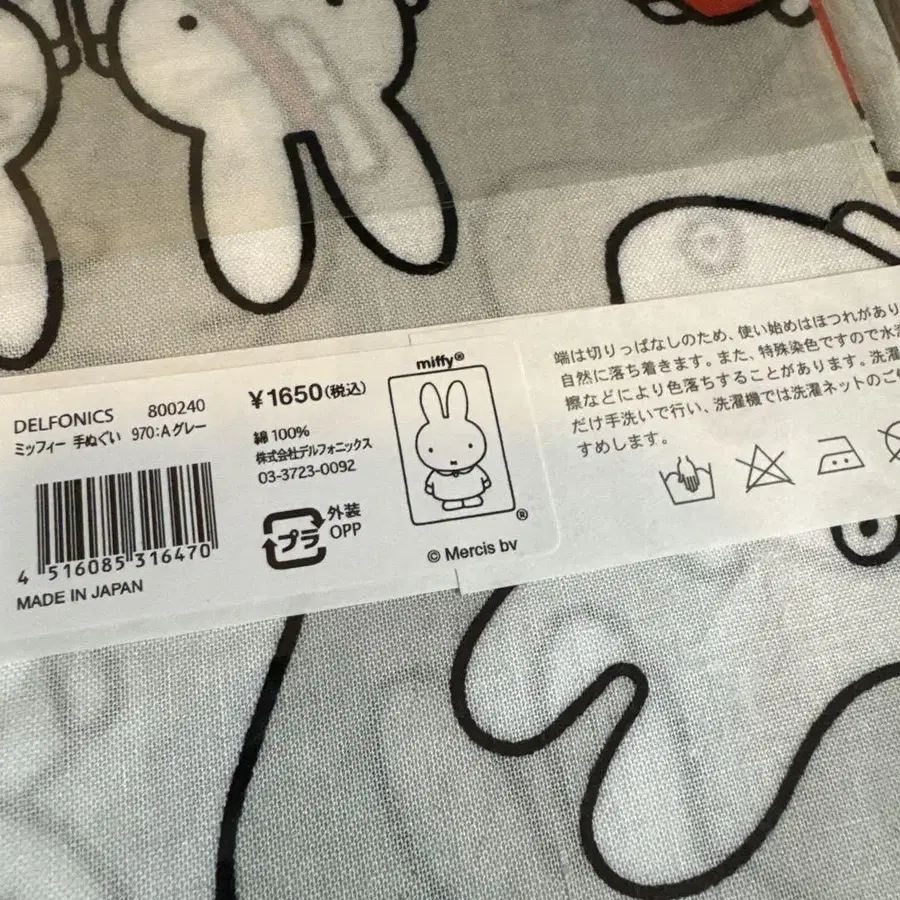 DELFONICS 800240
ミッフィー 手ぬぐい 970:Aグレー
4 516085 316470
MADE IN JAPAN
¥1650(税込)
綿 100%
株式会社デルフォニックス
03-3723-0092
プラ
外装
OPP
miffy®
®
© Mercis bv
端は切りっぱなしのため、使い始めはほつれがあり
自然に落ち着きます。また、特殊染色ですので水
擦などにより色落ちすることがあります。洗濯
だけ手洗いで行い、洗濯機では洗濯ネットのご
すめします。